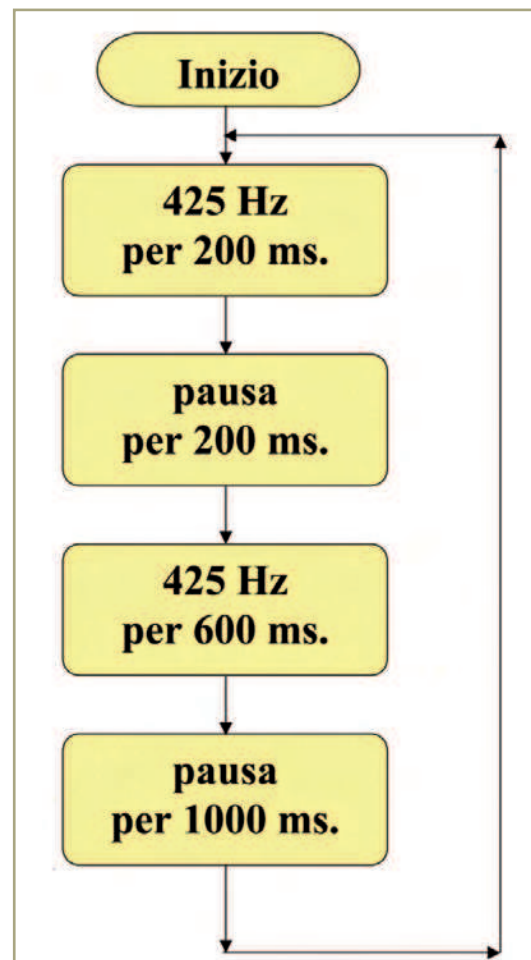 Inizio
425 Hz
per 200 ms.
pausa
per 200 ms.
425 Hz
per 600 ms.
pausa
per 1000 ms.